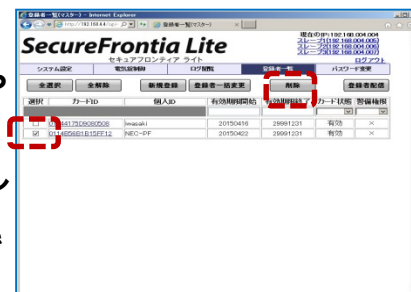 登録者一覧(マスター) - Internet Explorer
登録者一覧(マスター)
SecureFrontia Lite
セキュアフロンティア ライト
現在のIP:192.168.004.004
スレーブ1(192.168.004.005)
スレーブ2(192.168.004.006)
スレーブ3(192.168.004.007)
ログアウト
システム設定 電気錠制御 ログ閲覧 登録者一覧 パスワード変更
全選択 全解除 新規登録 登録者一括変更 削除 登録者配信
選択 カードID 個人ID 有効期限開始 有効期限終了 カード状態 警備権限
iwasaki 20150416 29991231 有効 ×
NEC-PF 20150422 29991231 有効 ×